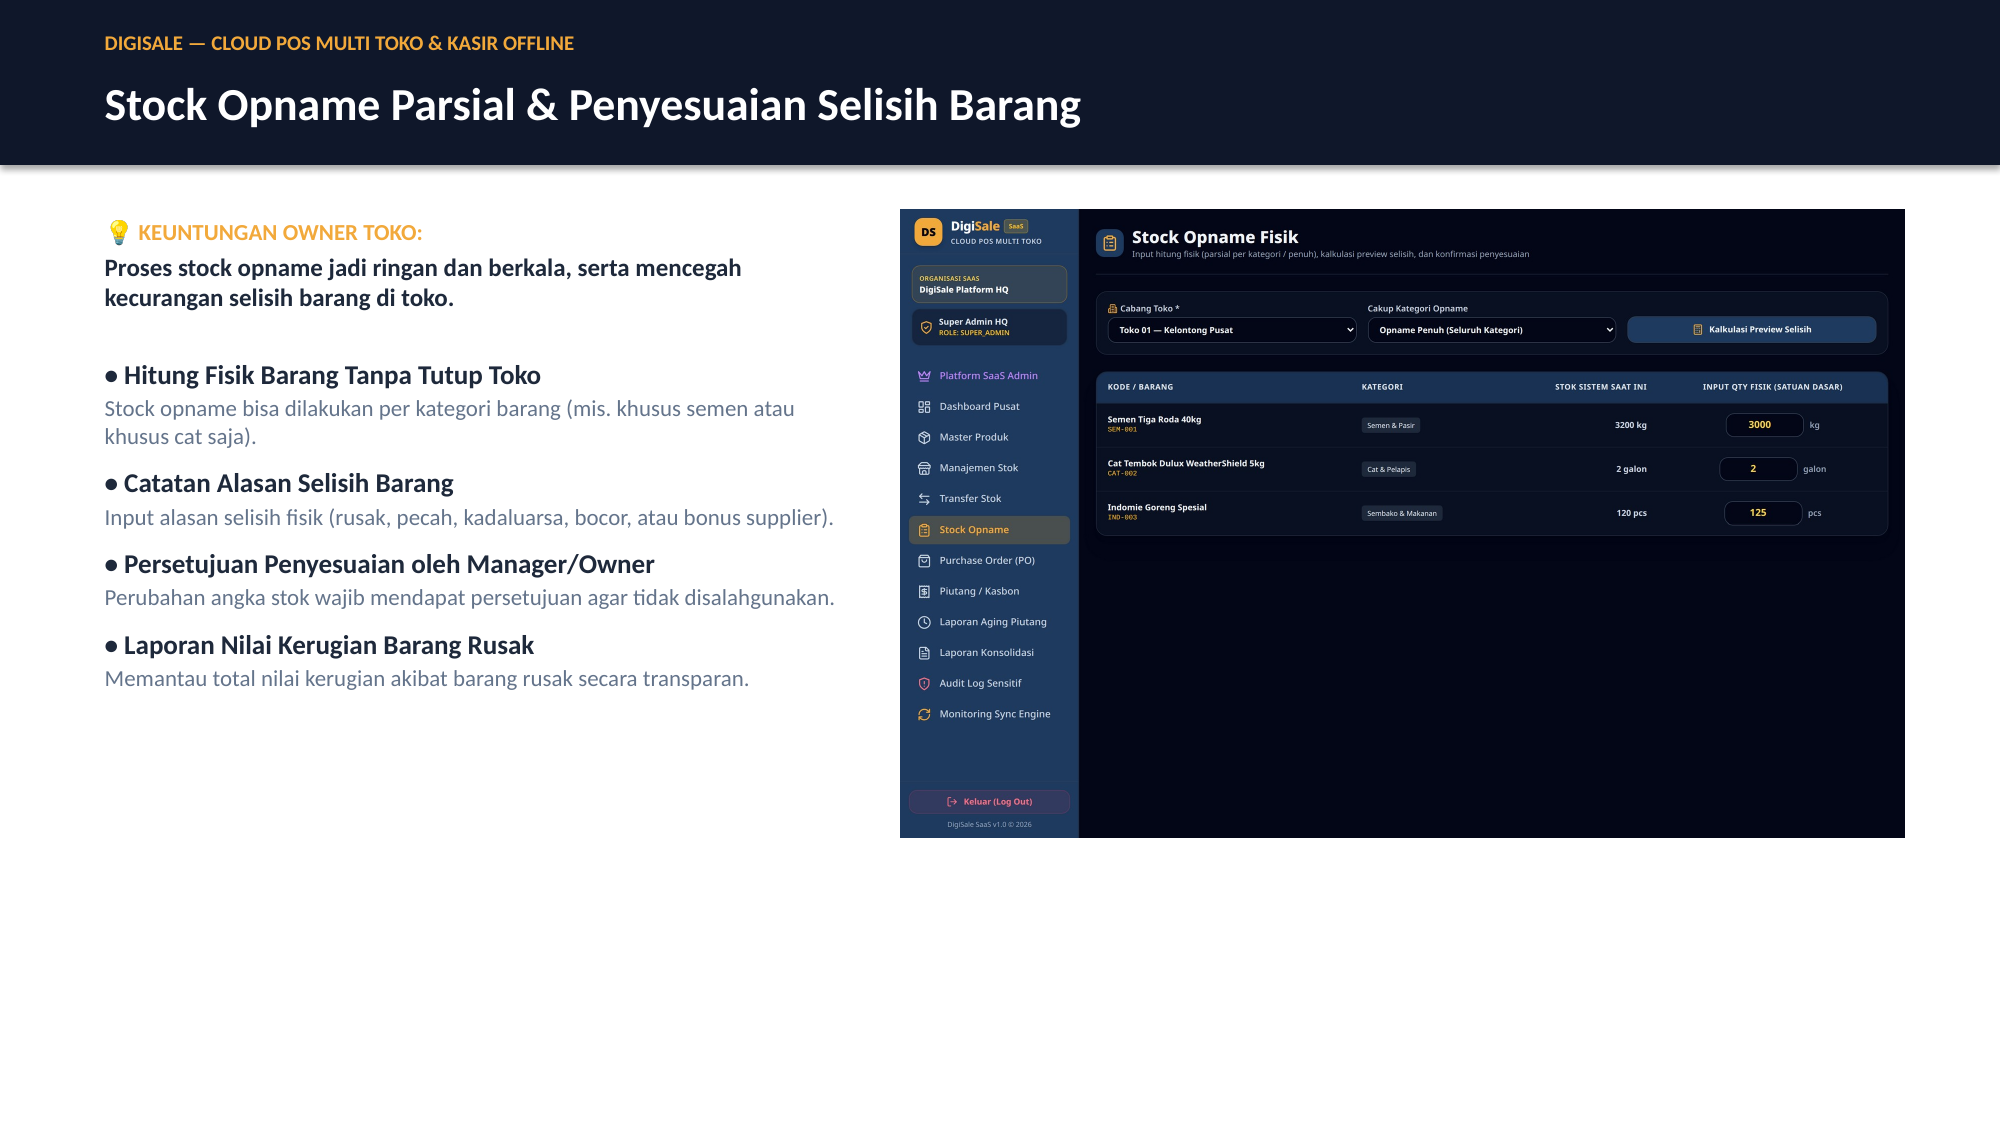 DIGISALE — CLOUD POS MULTI TOKO & KASIR OFFLINE
Stock Opname Parsial & Penyesuaian Selisih Barang
💡 KEUNTUNGAN OWNER TOKO:
Proses stock opname jadi ringan dan berkala, serta mencegah
kecurangan selisih barang di toko.
● Hitung Fisik Barang Tanpa Tutup Toko
Stock opname bisa dilakukan per kategori barang (mis. khusus semen atau
khusus cat saja).
● Catatan Alasan Selisih Barang
Input alasan selisih fisik (rusak, pecah, kadaluarsa, bocor, atau bonus supplier).
● Persetujuan Penyesuaian oleh Manager/Owner
Perubahan angka stok wajib mendapat persetujuan agar tidak disalahgunakan.
● Laporan Nilai Kerugian Barang Rusak
Memantau total nilai kerugian akibat barang rusak secara transparan.
DS DigiSale SaaS
CLOUD POS MULTI TOKO
ORGANISASI SAAS
DigiSale Platform HQ
Super Admin HQ
ROLE: SUPER_ADMIN
Platform SaaS Admin
Dashboard Pusat
Master Produk
Manajemen Stok
Transfer Stok
Stock Opname
Purchase Order (PO)
Piutang / Kasbon
Laporan Aging Piutang
Laporan Konsolidasi
Audit Log Sensitif
Monitoring Sync Engine
Keluar (Log Out)
DigiSale SaaS v1.0 © 2026
Stock Opname Fisik
Input hitung fisik (parsial per kategori / penuh), kalkulasi preview selisih, dan konfirmasi penyesuaian
Cabang Toko * Cakup Kategori Opname
Toko 01 — Kelontong Pusat Opname Penuh (Seluruh Kategori) Kalkulasi Preview Selisih
KODE / BARANG KATEGORI STOK SISTEM SAAT INI INPUT QTY FISIK (SATUAN DASAR)
Semen Tiga Roda 40kg
SEM-001 Semen & Pasir 3200 kg 3000 kg
Cat Tembok Dulux WeatherShield 5kg
CAT-002 Cat & Pelapis 2 galon 2 galon
Indomie Goreng Spesial
IND-003 Sembako & Makanan 120 pcs 125 pcs